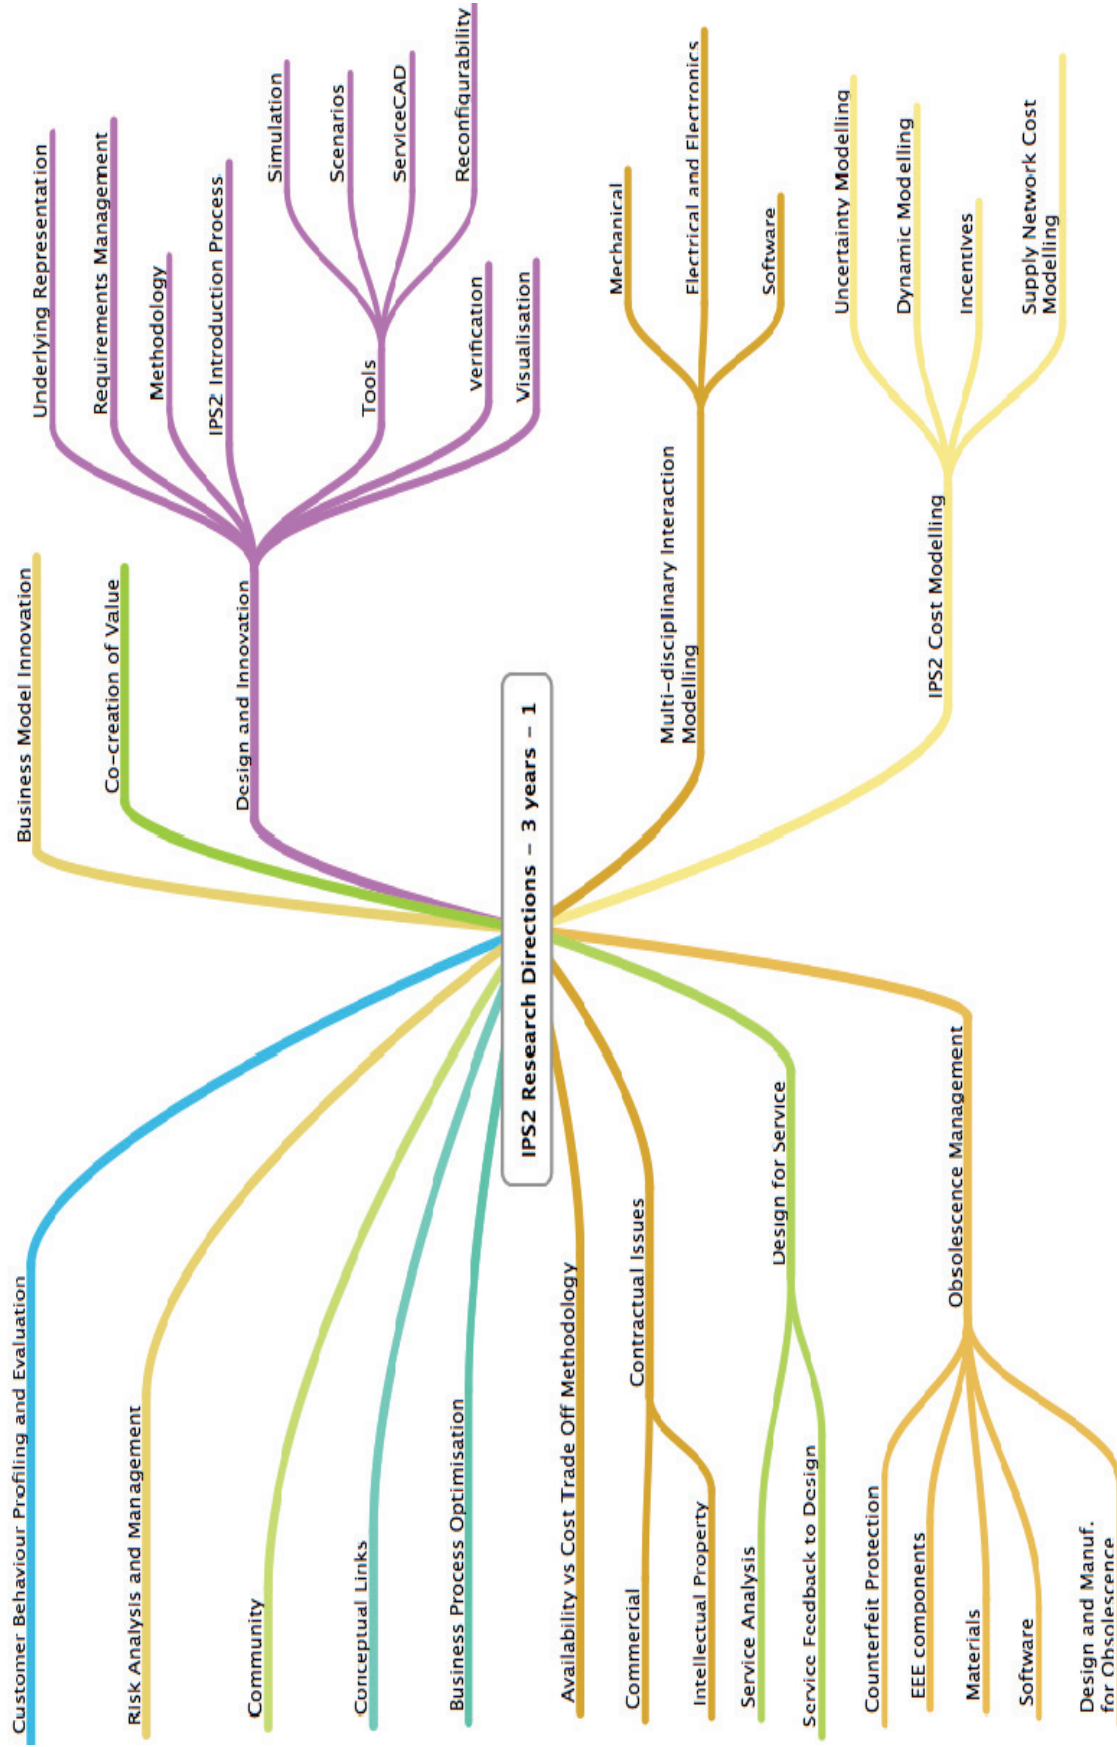 Customer Behaviour Profiling and Evaluation
Risk Analysis and Management
Community
Conceptual Links
Business Process Optimisation
Availability vs Cost Trade Off Methodology
Contractual Issues
Commercial
Intellectual Property
Design for Service
Service Analysis
Service Feedback to Design
Obsolescence Management
Counterfeit Protection
EEE components
Materials
Software
Design and Manuf.
for Obsolescence
IPS2 Research Directions – 3 years – 1
Business Model Innovation
Co-creation of Value
Design and Innovation
Underlying Representation
Requirements Management
Methodology
IPS2 Introduction Process
Tools
Simulation
Scenarios
ServiceCAD
Reconfigurability
Verification
Visualisation
Multi-disciplinary Interaction
Modelling
Mechanical
Electrical and Electronics
Software
IPS2 Cost Modelling
Uncertainty Modelling
Dynamic Modelling
Incentives
Supply Network Cost
Modelling